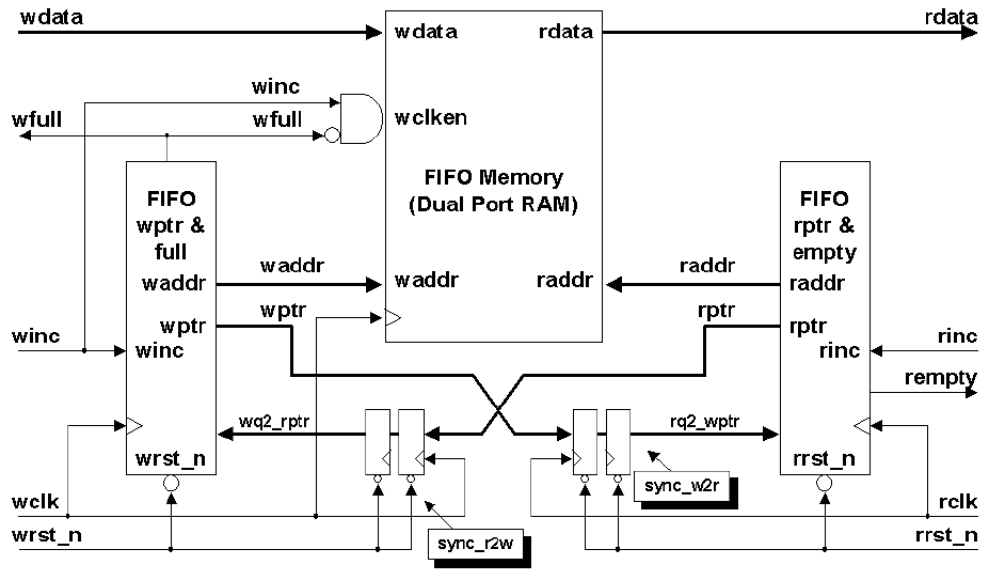 wdata
rdata
wdata
rdata
winc
wclken
wfull
wfull
FIFO Memory
(Dual Port RAM)
FIFO
wptr &
full
FIFO
rptr &
empty
waddr
waddr
waddr
raddr
raddr
raddr
wptr
wptr
rptr
rptr
winc
winc
rinc
rinc
rempty
wq2_rptr
rq2_wptr
wrst_n
rrst_n
sync_w2r
wclk
rclk
wrst_n
sync_r2w
rrst_n